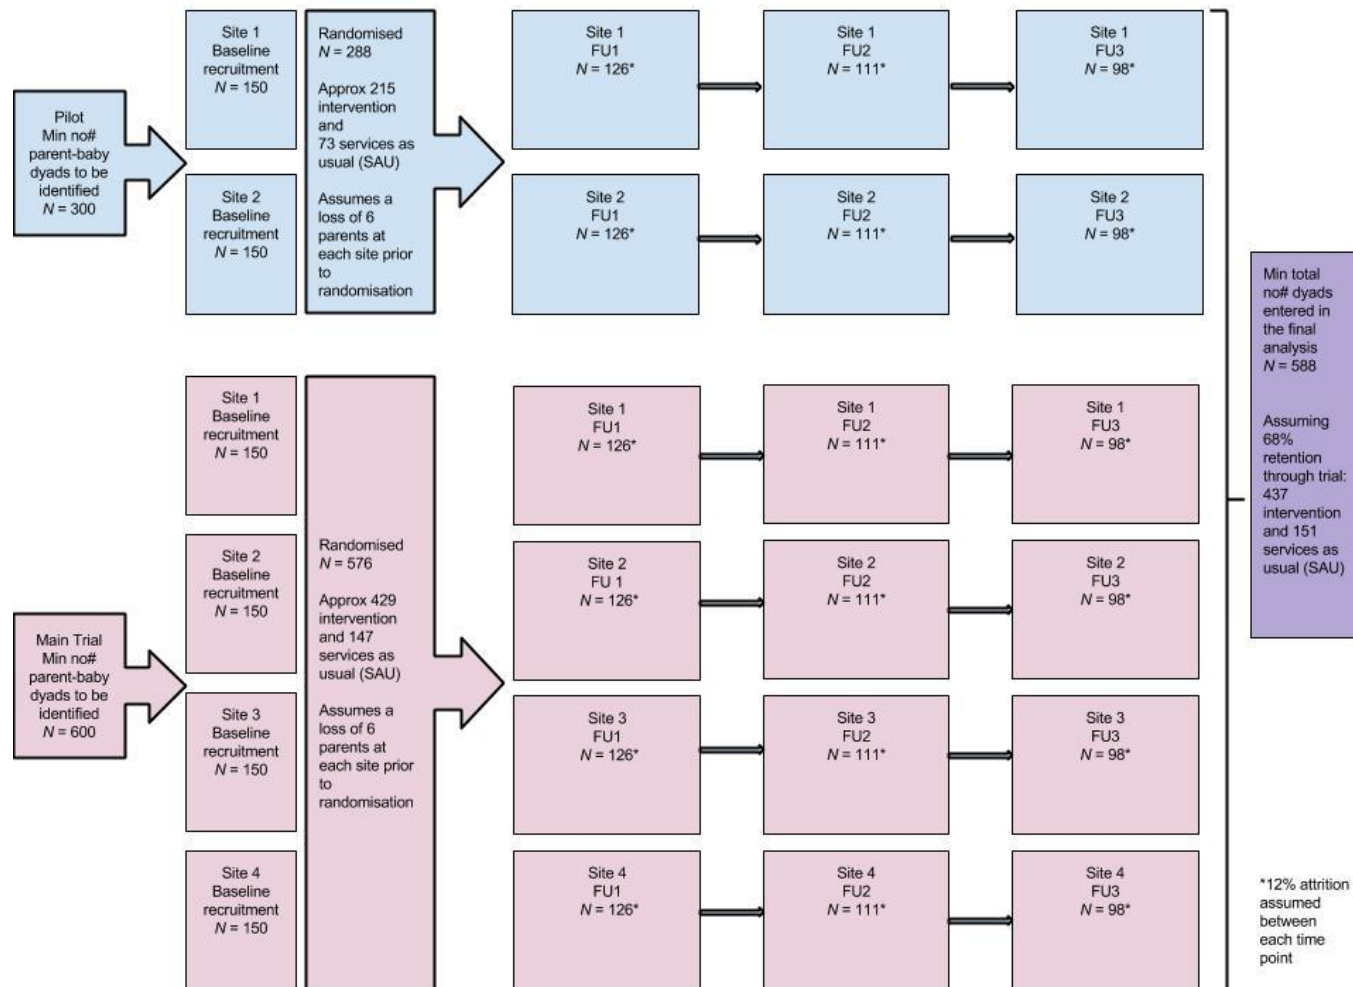 Pilot
Min no#
parent-baby
dyads to be
identified
N = 300
Site 1
Baseline
recruitment
N = 150
Site 2
Baseline
recruitment
N = 150
Randomised
N = 288
Approx 215
intervention
and
73 services as
usual (SAU)
Assumes a
loss of 6
parents at
each site prior
to
randomisation
Site 1
FU1
N = 126*
Site 1
FU2
N = 111*
Site 1
FU3
N = 98*
Site 2
FU1
N = 126*
Site 2
FU2
N = 111*
Site 2
FU3
N = 98*
Main Trial
Min no#
parent-baby
dyads to be
identified
N = 600
Site 1
Baseline
recruitment
N = 150
Site 2
Baseline
recruitment
N = 150
Site 3
Baseline
recruitment
N = 150
Site 4
Baseline
recruitment
N = 150
Randomised
N = 576
Approx 429
intervention
and 147
services as
usual (SAU)
Assumes a
loss of 6
parents at
each site prior
to
randomisation
Site 1
FU1
N = 126*
Site 1
FU2
N = 111*
Site 1
FU3
N = 98*
Site 2
FU 1
N = 126*
Site 2
FU2
N = 111*
Site 2
FU3
N = 98*
Site 3
FU1
N = 126*
Site 3
FU2
N = 111*
Site 3
FU3
N = 98*
Site 4
FU1
N = 126*
Site 4
FU2
N = 111*
Site 4
FU3
N = 98*
Min total
no# dyads
entered in
the final
analysis
N = 588
Assuming
68%
retention
through trial:
437
intervention
and 151
services as
usual (SAU)
*12% attrition
assumed
between
each time
point